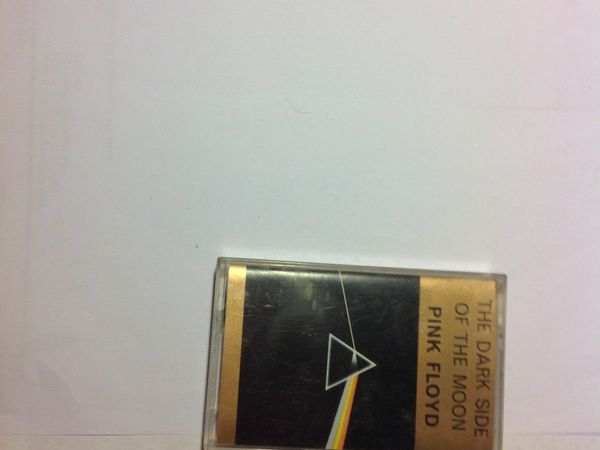 THE DARK SIDE
OF THE MOON
PINK FLOYD